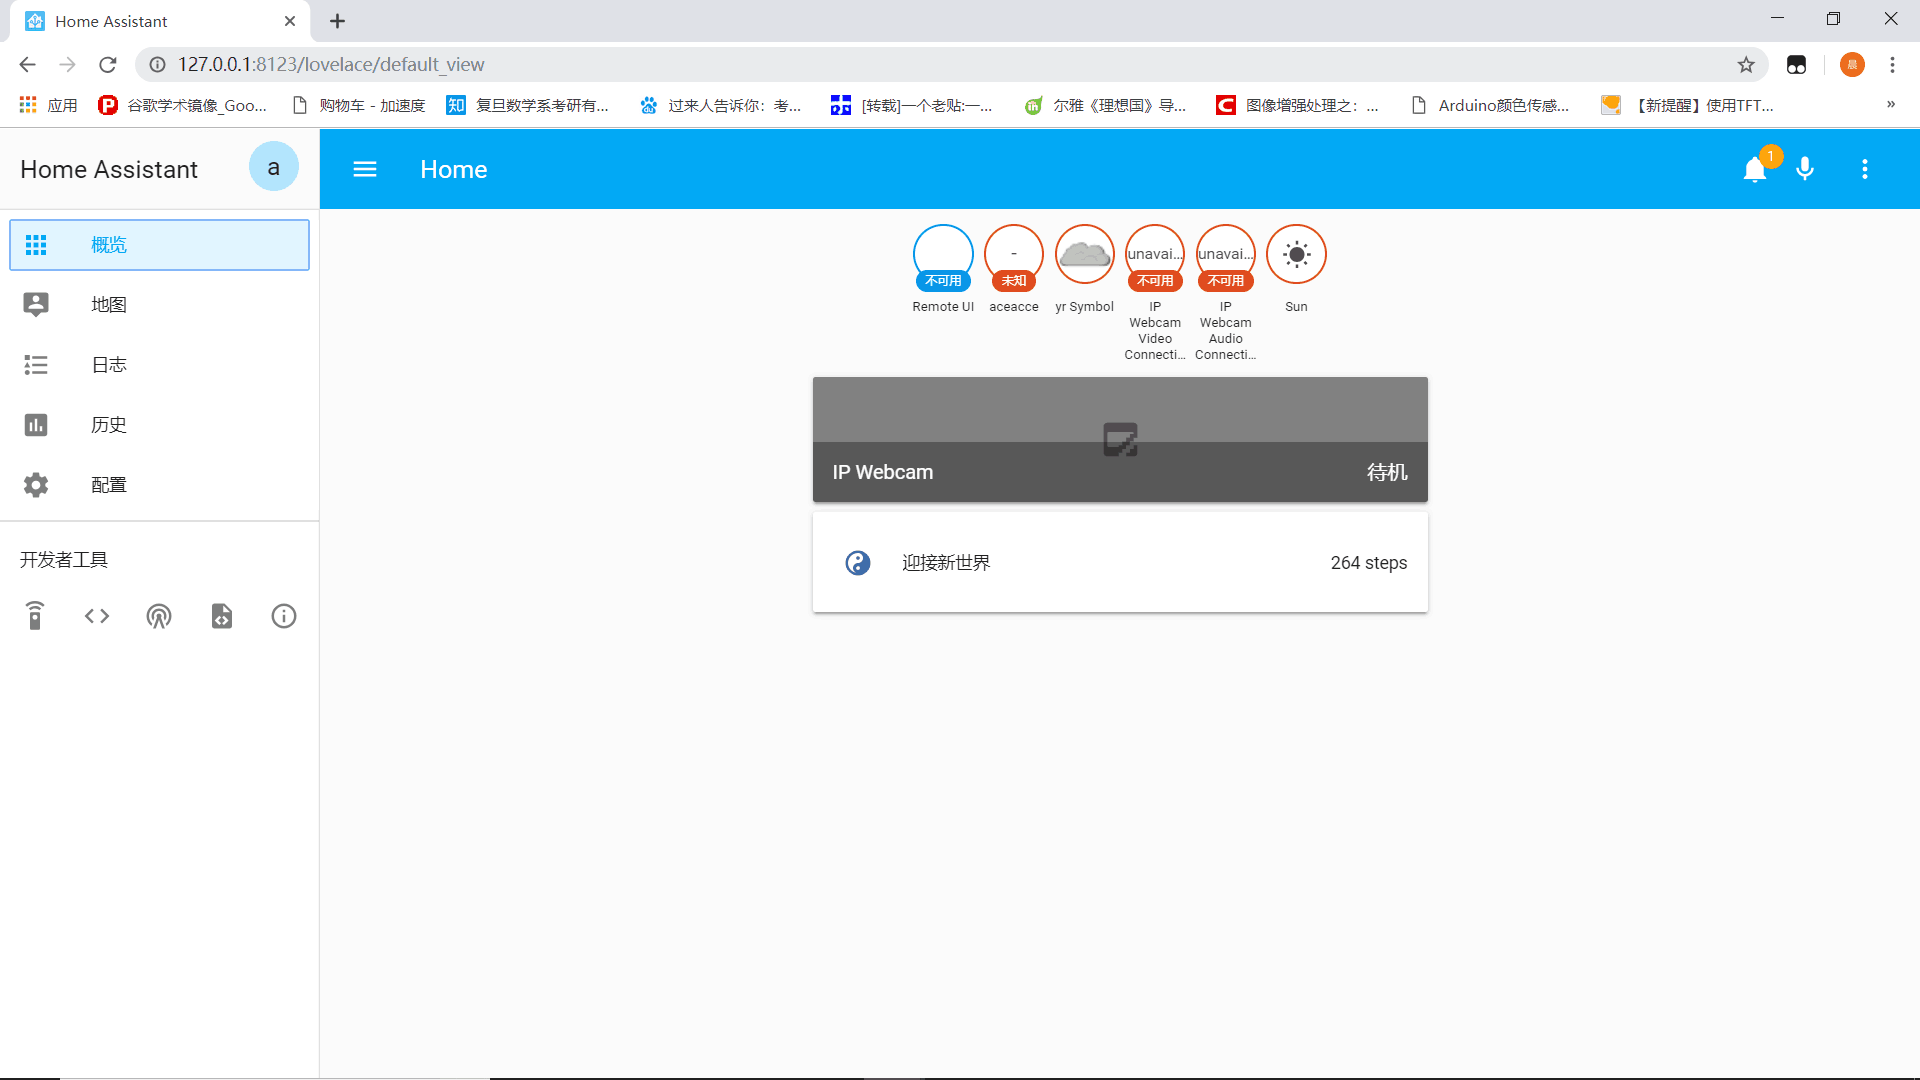 Home Assistant
127.0.0.1:8123/lovelace/default_view
晨
应用
谷歌学术镜像_Goo...
购物车 - 加速度
知 复旦数学系考研有...
过来人告诉你：考...
[转载]一个老贴:一...
尔雅《理想国》导...
C 图像增强处理之：...
Arduino颜色传感...
【新提醒】使用TFT...
»
Home Assistant
a
Home
1
概览
地图
日志
历史
配置
开发者工具
不可用
Remote UI
-
未知
aceacce
yr Symbol
unavai...
不可用
IP
Webcam
Video
Connecti...
unavai...
不可用
IP
Webcam
Audio
Connecti...
Sun
IP Webcam
待机
迎接新世界
264 steps